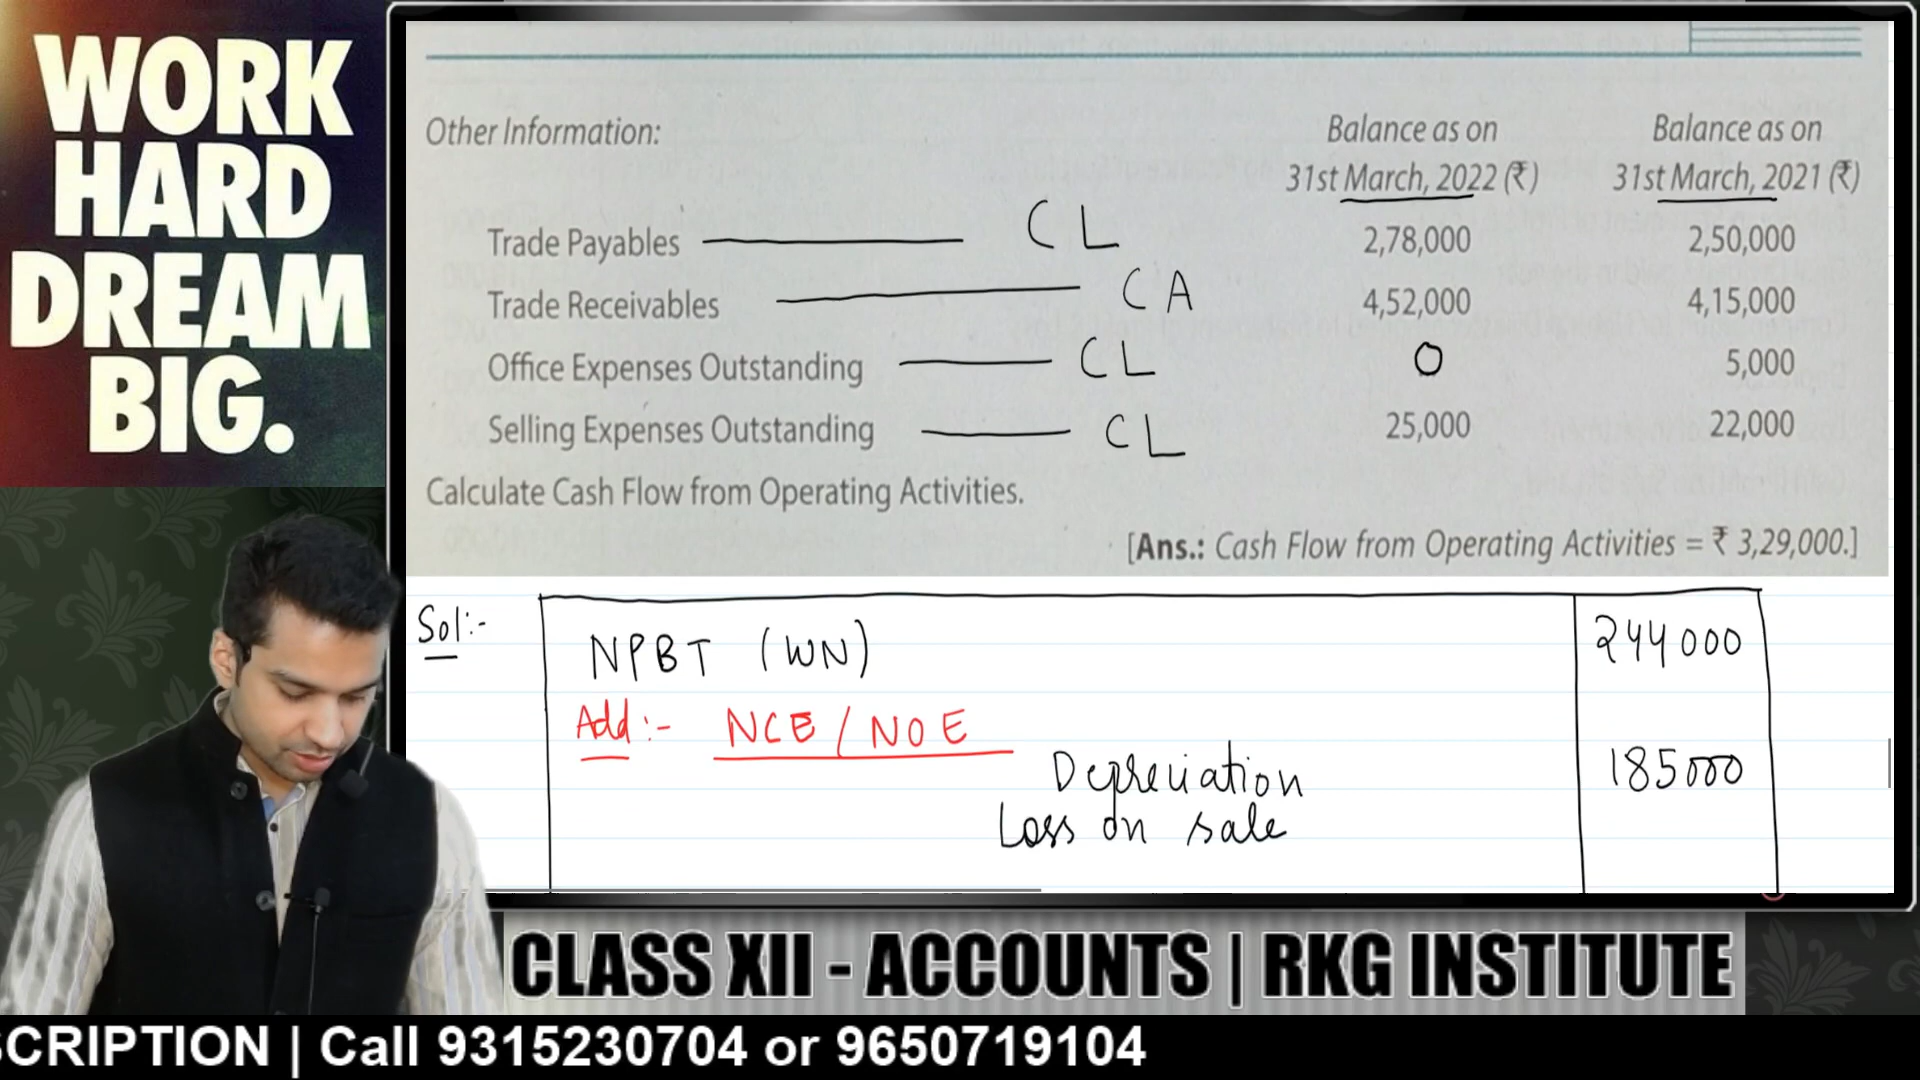 WORK
HARD
DREAM
BIG.
Other Information:
Balance as on
31st March, 2022 (₹)
Balance as on
31st March, 2021 (₹)
Trade Payables CL 2,78,000 2,50,000
Trade Receivables CA 4,52,000 4,15,000
Office Expenses Outstanding CL 0 5,000
Selling Expenses Outstanding CL 25,000 22,000
Calculate Cash Flow from Operating Activities.
[Ans.: Cash Flow from Operating Activities = ₹ 3,29,000.]
Sol:-
NPBT (WN) 244000
Add:- NCE / NOE
Depreciation 185000
Loss on sale
CLASS XII - ACCOUNTS | RKG INSTITUTE
SCRIPTION | Call 9315230704 or 9650719104